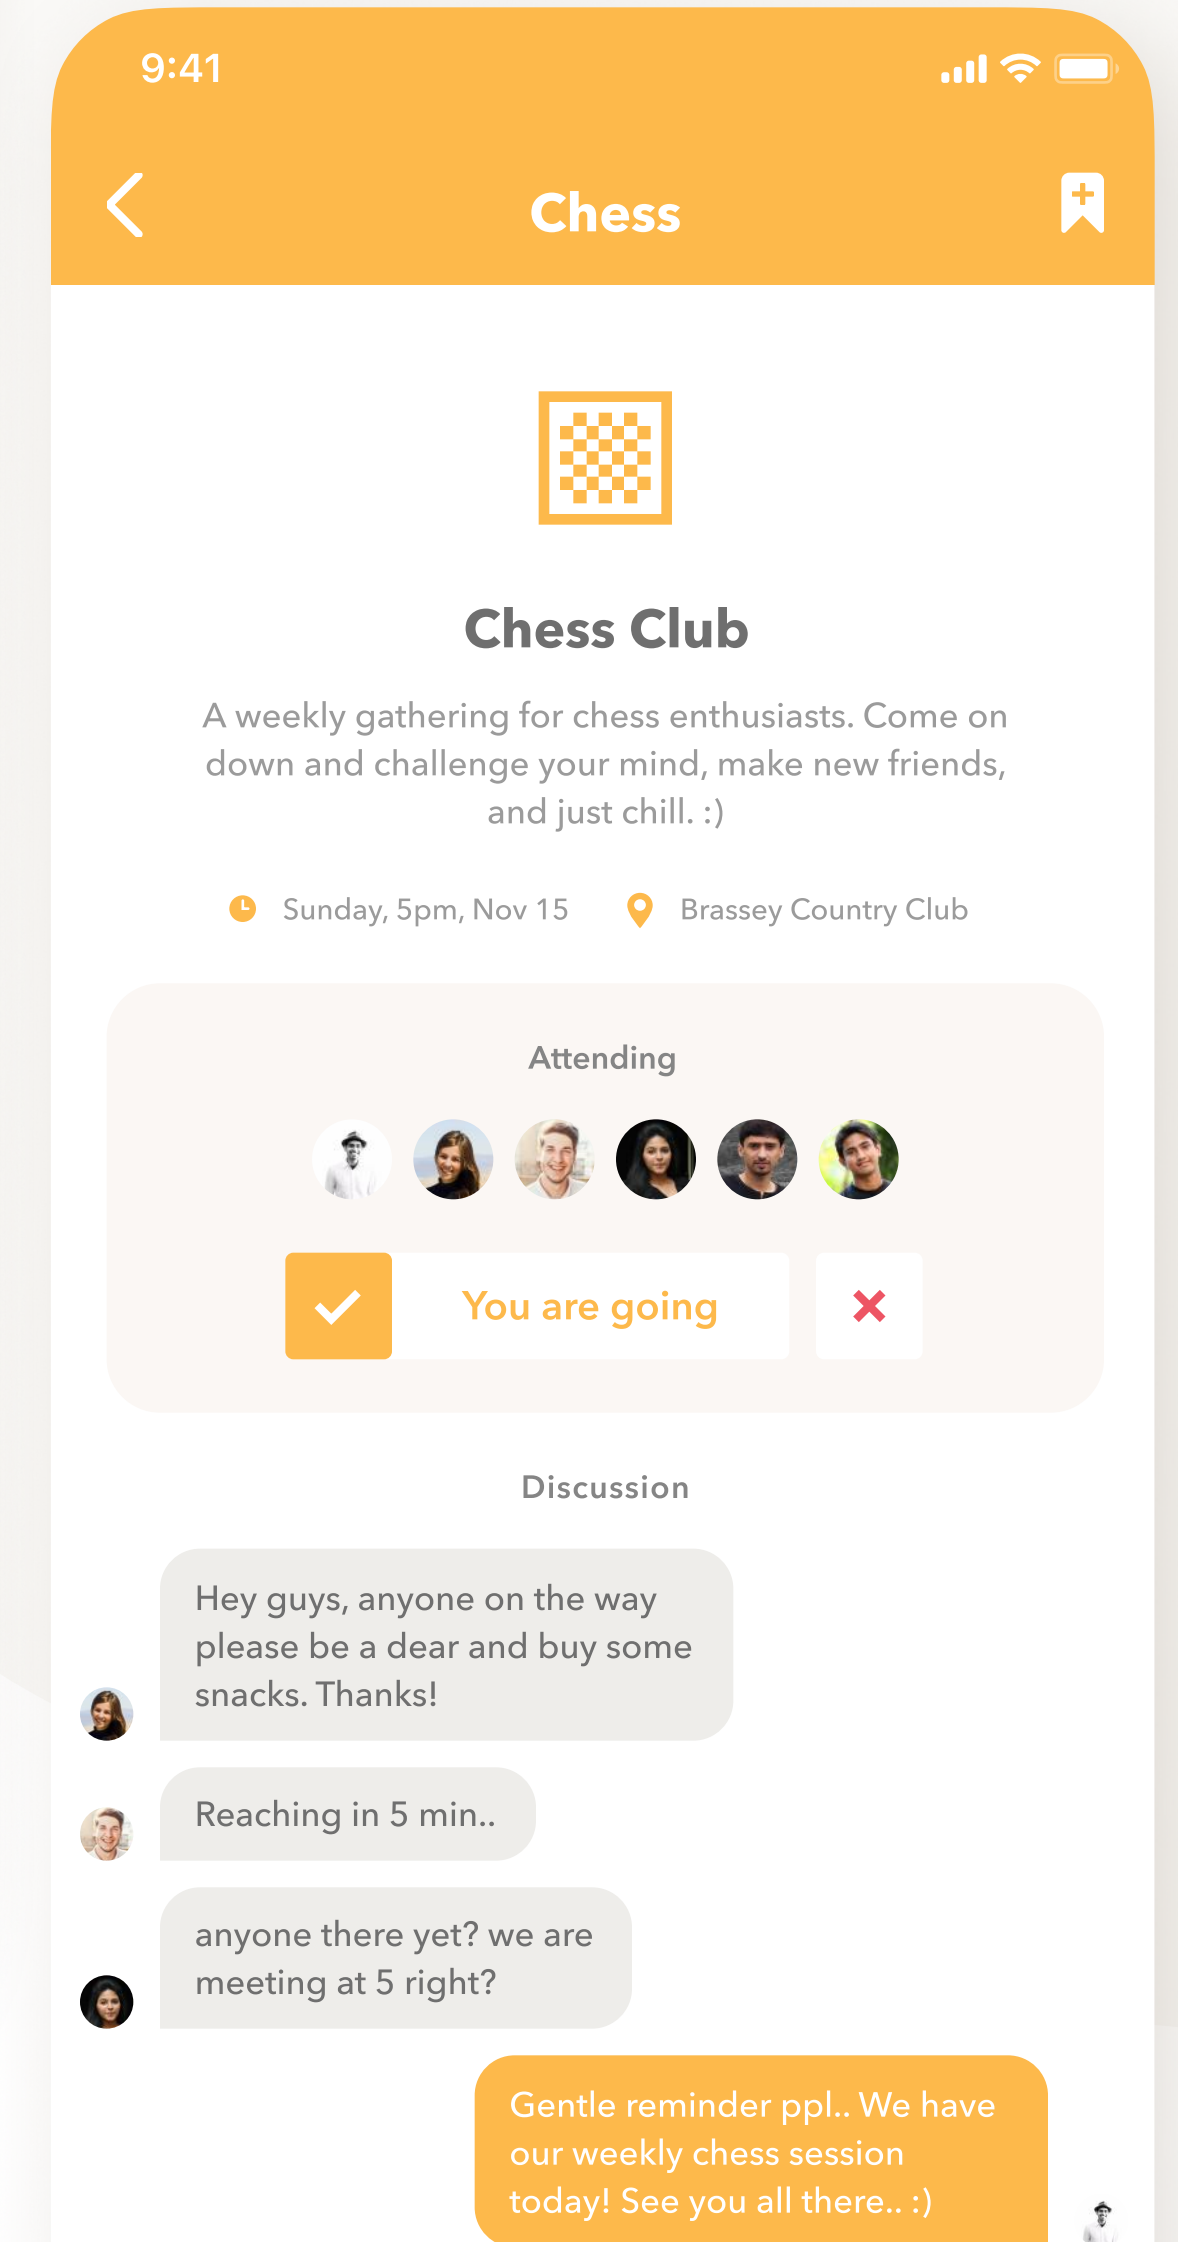 9:41
Chess
Chess Club
A weekly gathering for chess enthusiasts. Come on
down and challenge your mind, make new friends,
and just chill. :)
Sunday, 5pm, Nov 15
Brassey Country Club
Attending
You are going
Discussion
Hey guys, anyone on the way
please be a dear and buy some
snacks. Thanks!
Reaching in 5 min..
anyone there yet? we are
meeting at 5 right?
Gentle reminder ppl.. We have
our weekly chess session
today! See you all there.. :)